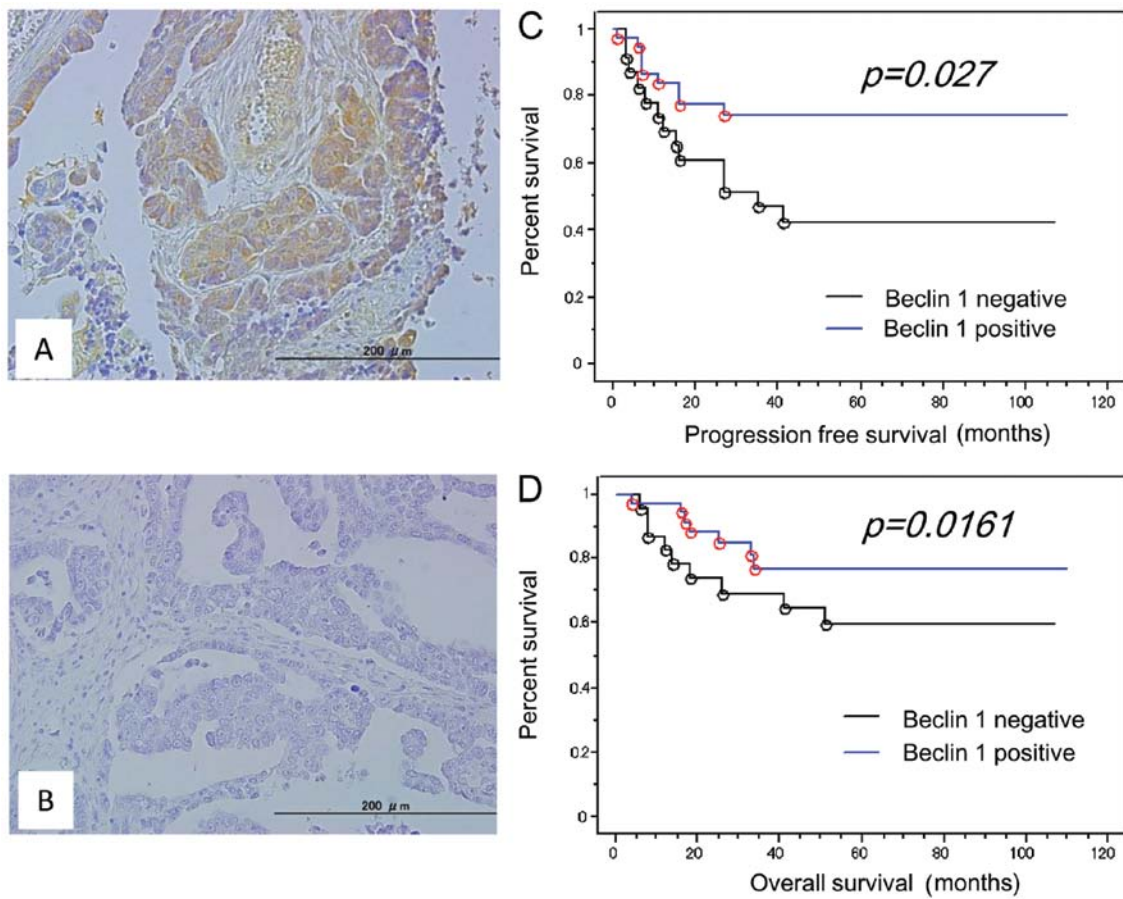 A
200 μm
B
200 μm
C
Percent survival
1
0.8
0.6
0.4
02
0
p=0.027
Beclin 1 negative
Beclin 1 positive
0 20 40 60 80 100 120
Progression free survival (months)
D
Percent survival
1
0.8
0.6
0.4
0.2
0
p=0.0161
Beclin 1 negative
Beclin 1 positive
0 20 40 60 80 100 120
Overall survival (months)